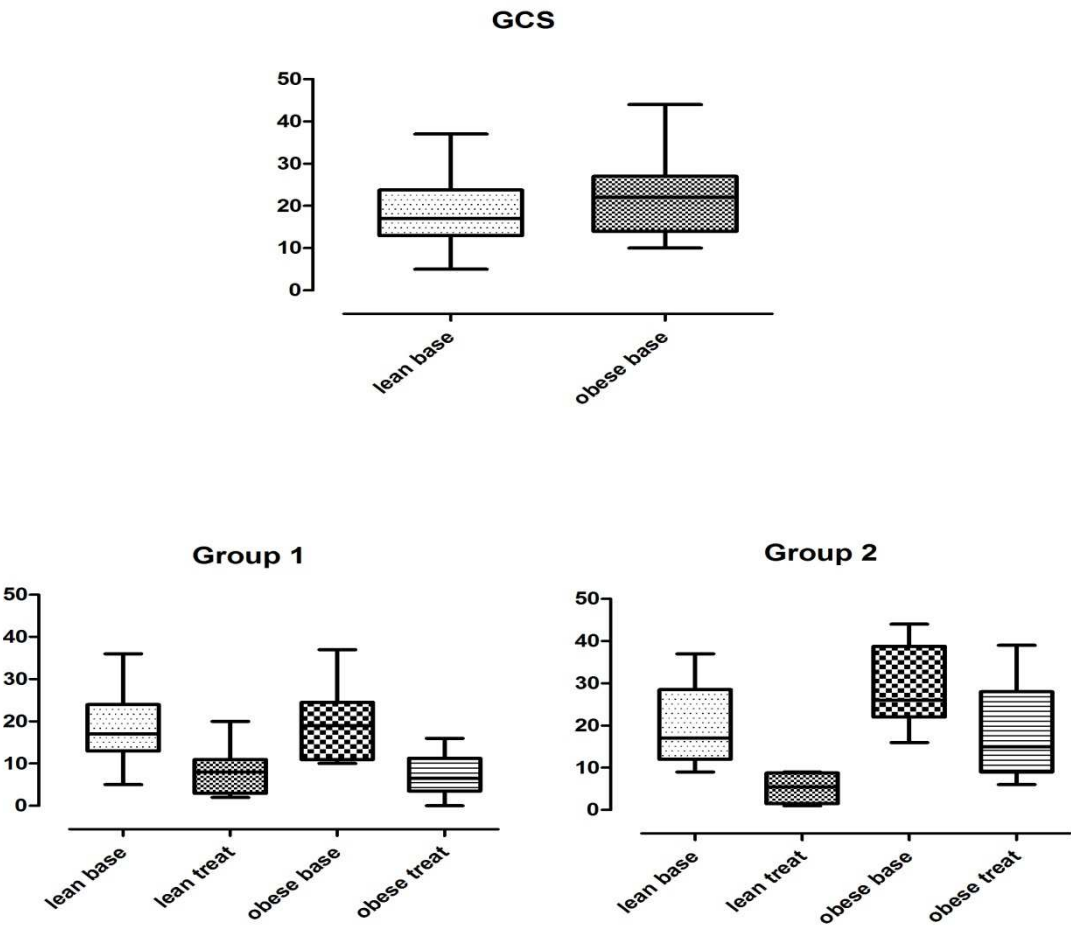 GCS
50
40
30
20
10
0
lean base
obese base
Group 1
50
40
30
20
10
0
lean base
lean treat
obese base
obese treat
Group 2
50
40
30
20
10
0
lean base
lean treat
obese base
obese treat